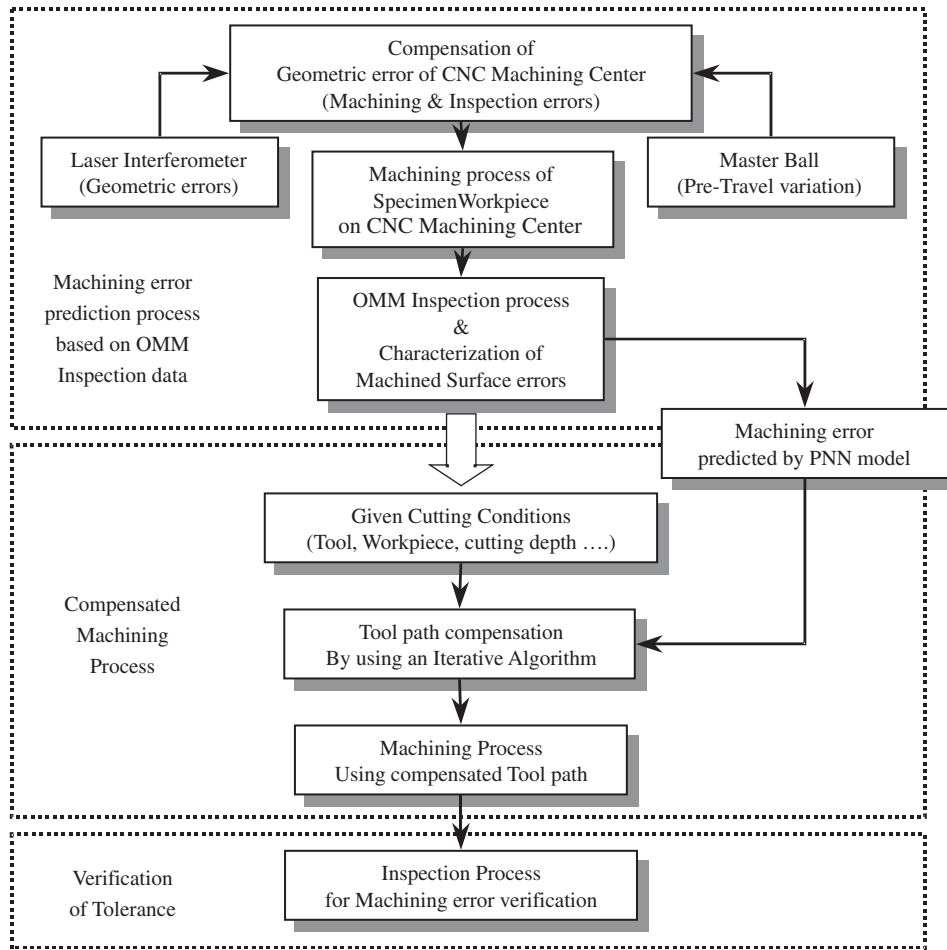 Compensation of
Geometric error of CNC Machining Center
(Machining & Inspection errors)
Laser Interferometer
(Geometric errors)
Machining process of
SpecimenWorkpiece
on CNC Machining Center
Master Ball
(Pre-Travel variation)
Machining error
prediction process
based on OMM
Inspection data
OMM Inspection process
&
Characterization of
Machined Surface errors
Machining error
predicted by PNN model
Given Cutting Conditions
(Tool, Workpiece, cutting depth ....)
Compensated
Machining
Process
Tool path compensation
By using an Iterative Algorithm
Machining Process
Using compensated Tool path
Verification
of Tolerance
Inspection Process
for Machining error verification